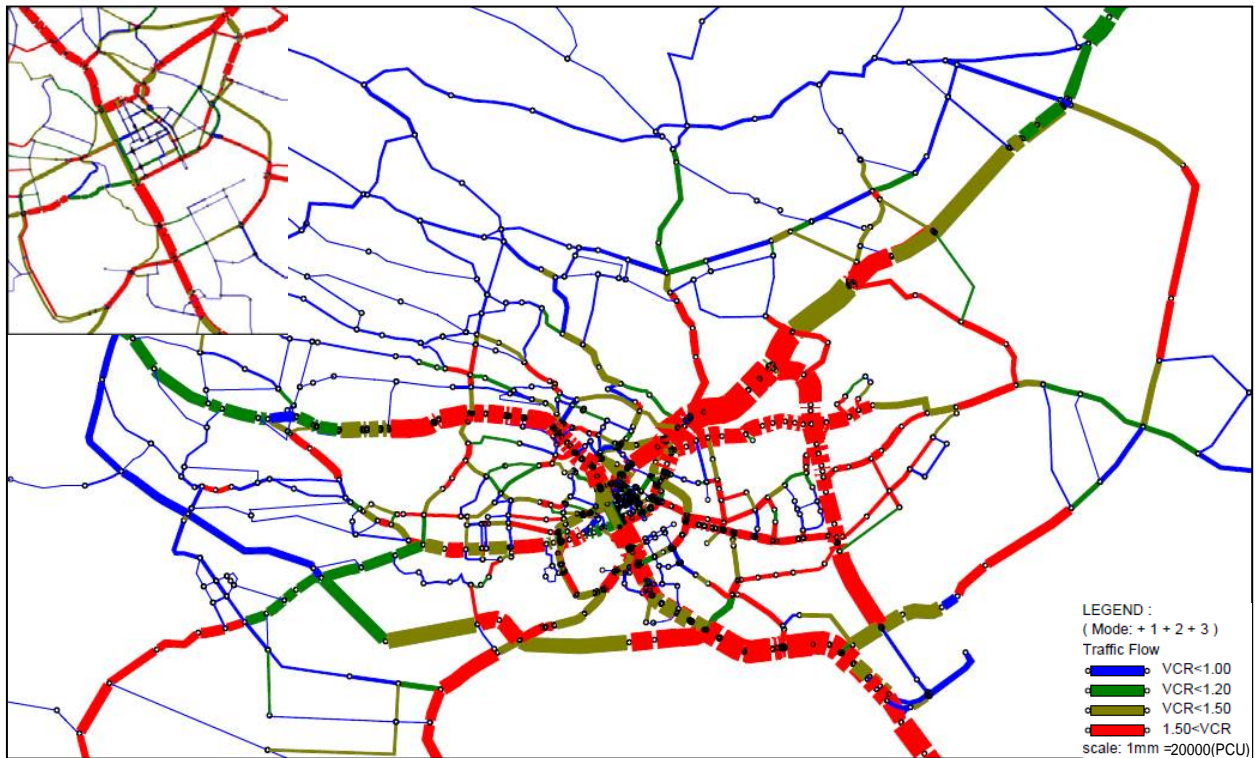 LEGEND :
( Mode: + 1 + 2 + 3 )
Traffic Flow
VCR<1.00
VCR<1.20
VCR<1.50
1.50<VCR
scale: 1mm =20000(PCU)